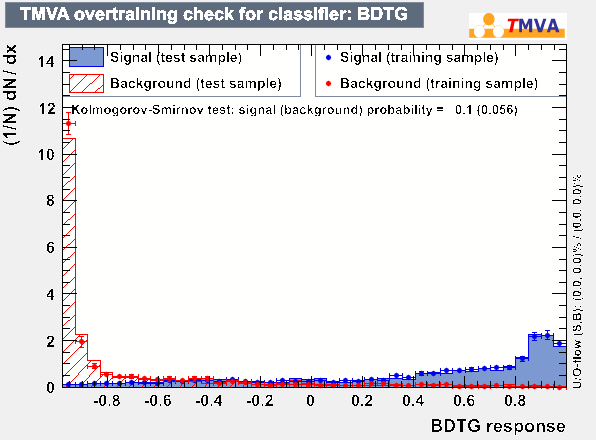 TMVA overtraining check for classifier: BDTG
TMVA
Signal (test sample)
Background (test sample)
Signal (training sample)
Background (training sample)
Kolmogorov-Smirnov test: signal (background) probability = 0.1 (0.056)
(1/N) dN / dx
14
12
10
8
6
4
2
0
-0.8 -0.6 -0.4 -0.2 0 0.2 0.4 0.6 0.8
BDTG response
U/O-flow (S,B): (0.0, 0.0)% / (0.0, 0.0)%